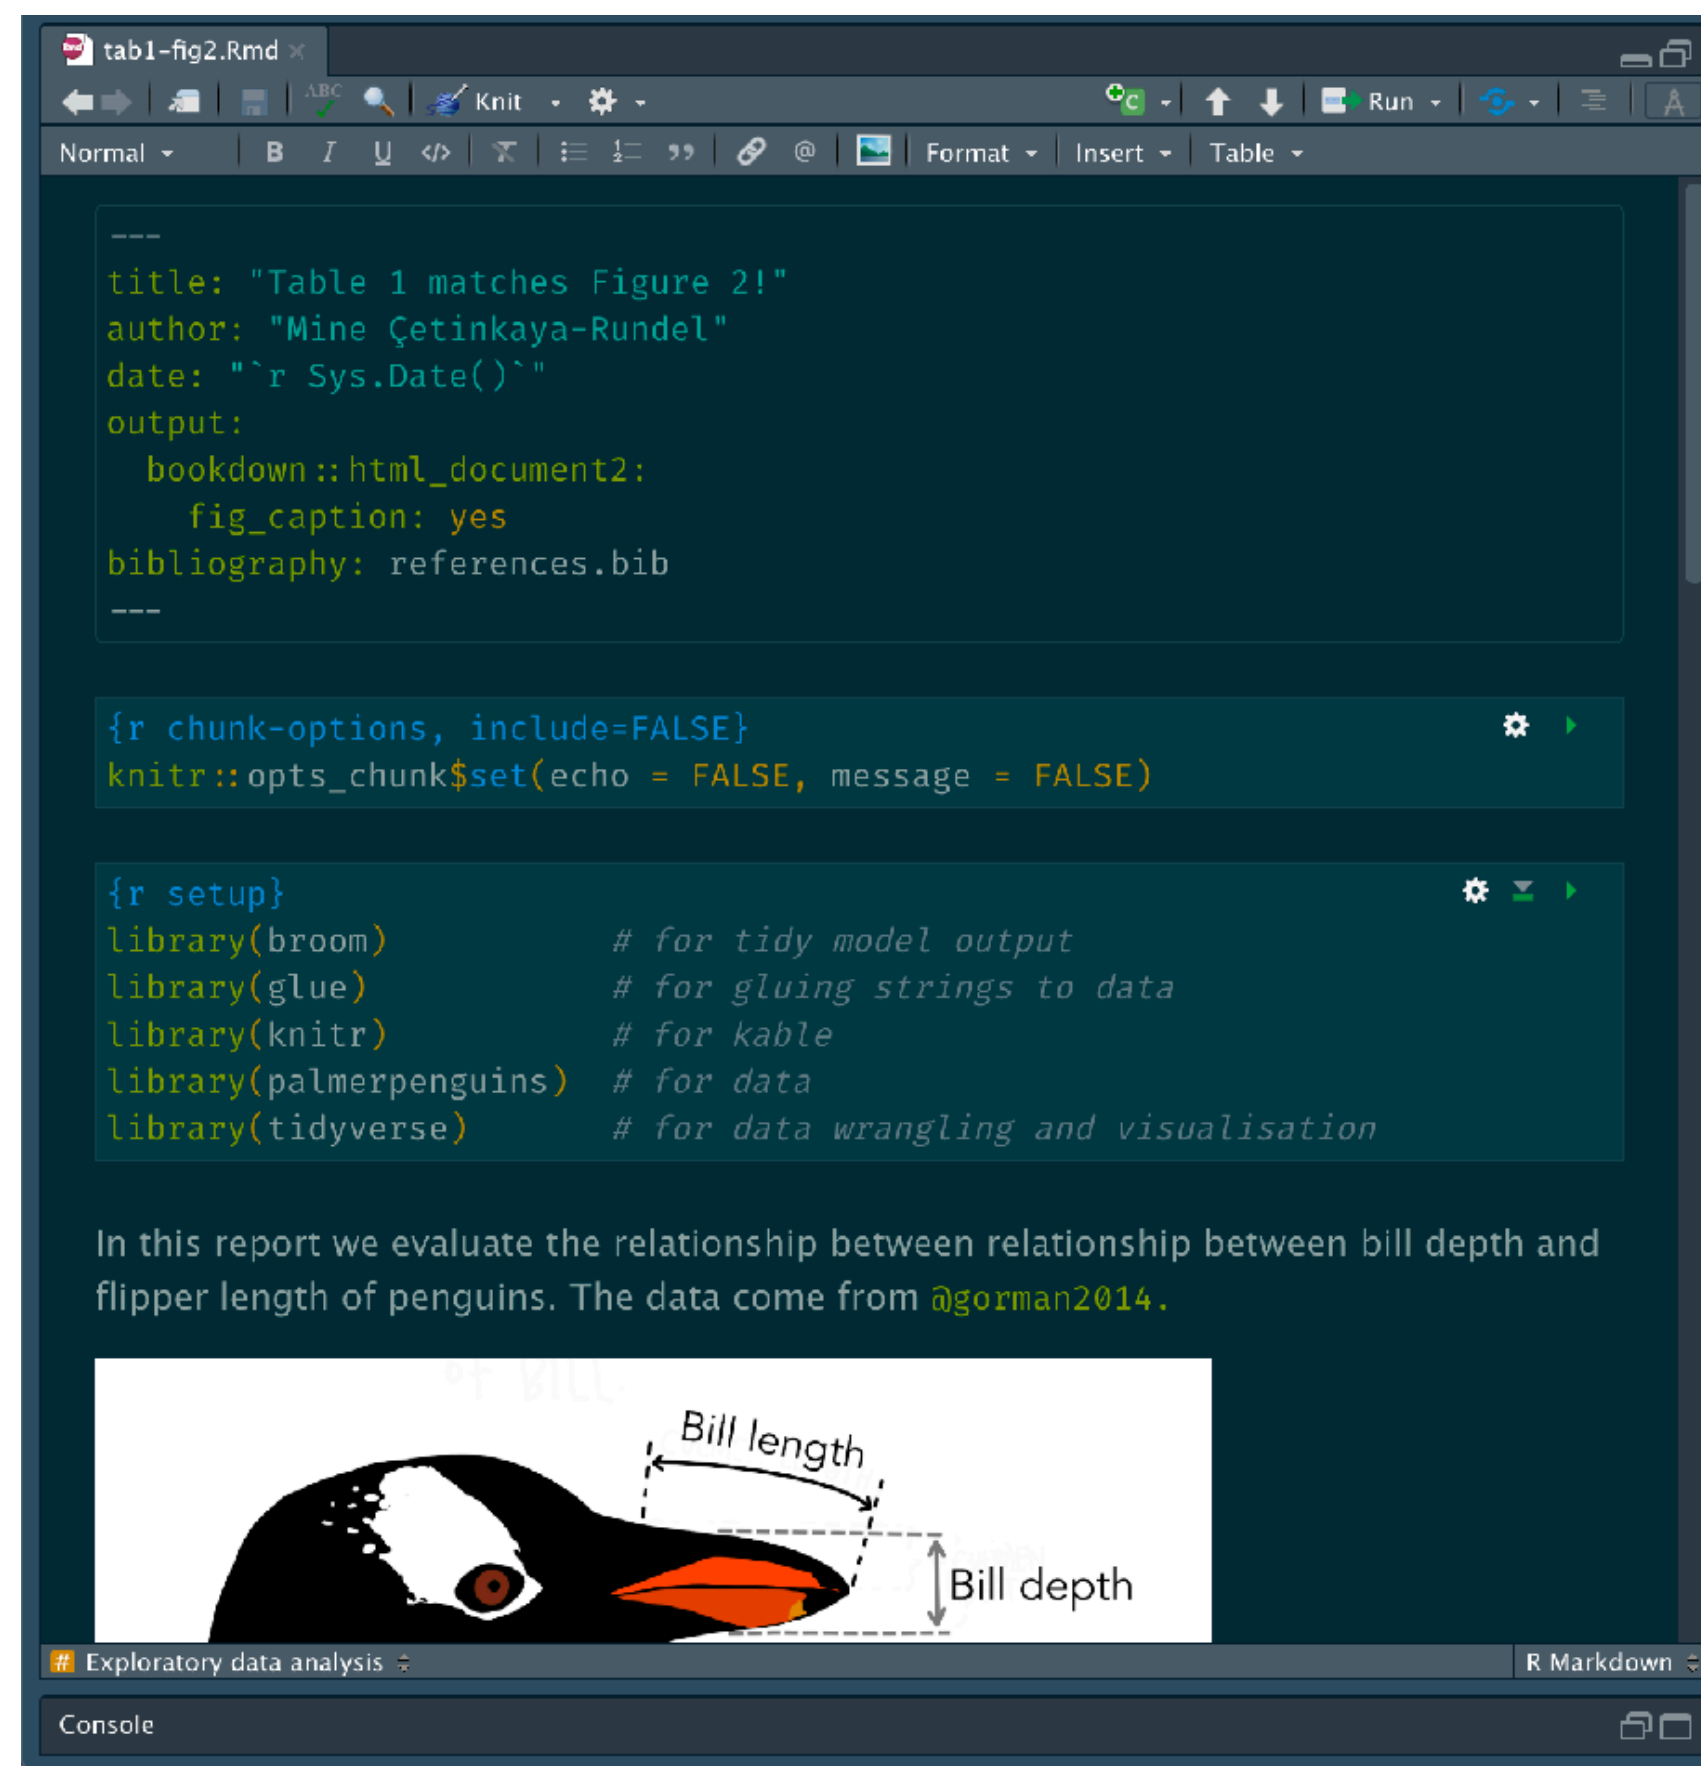 tab1-fig2.Rmd
ABC Knit Run
Normal B I U </> Format Insert Table
---
title: "Table 1 matches Figure 2!"
author: "Mine Çetinkaya-Rundel"
date: "`r Sys.Date()`"
output:
  bookdown::html_document2:
    fig_caption: yes
bibliography: references.bib
---
{r chunk-options, include=FALSE}
knitr::opts_chunk$set(echo = FALSE, message = FALSE)
{r setup}
library(broom)           # for tidy model output
library(glue)            # for gluing strings to data
library(knitr)           # for kable
library(palmerpenguins)  # for data
library(tidyverse)       # for data wrangling and visualisation
In this report we evaluate the relationship between relationship between bill depth and
flipper length of penguins. The data come from @gorman2014.
OF BILL
Bill length
Bill depth
# Exploratory data analysis R Markdown
Console